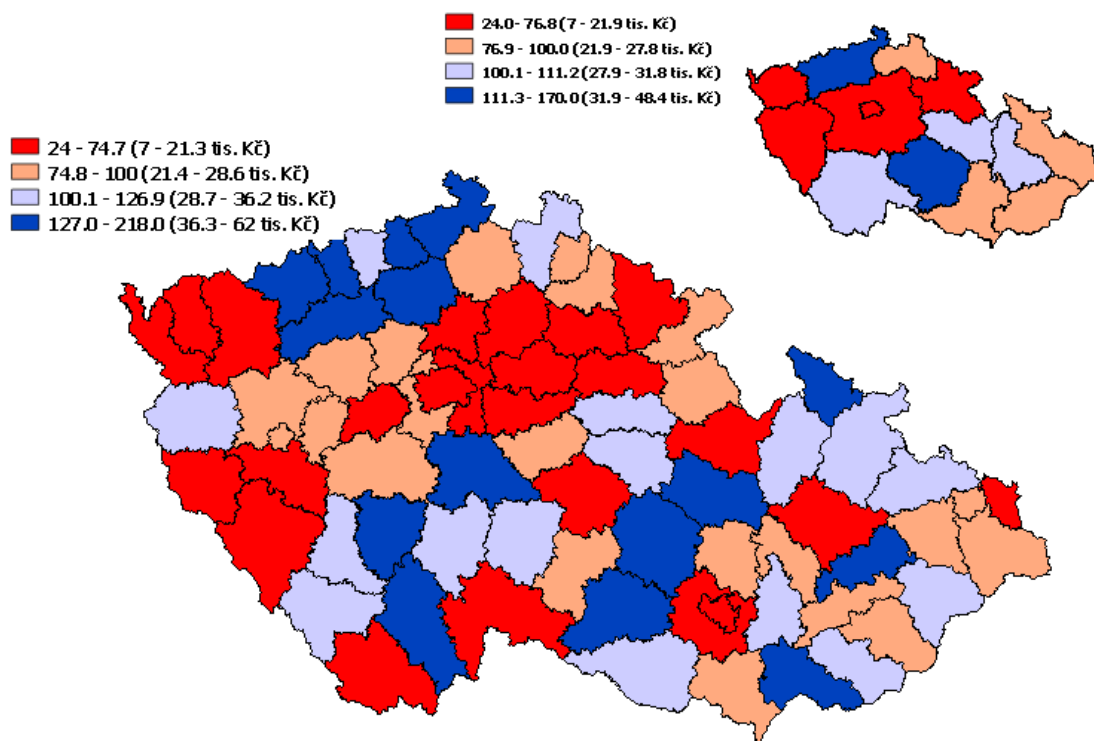 24.0- 76.8 (7 - 21.9 tis. Kč)
76.9 - 100.0 (21.9 - 27.8 tis. Kč)
100.1 - 111.2 (27.9 - 31.8 tis. Kč)
111.3 - 170.0 (31.9 - 48.4 tis. Kč)
24 - 74.7 (7 - 21.3 tis. Kč)
74.8 - 100 (21.4 - 28.6 tis. Kč)
100.1 - 126.9 (28.7 - 36.2 tis. Kč)
127.0 - 218.0 (36.3 - 62 tis. Kč)